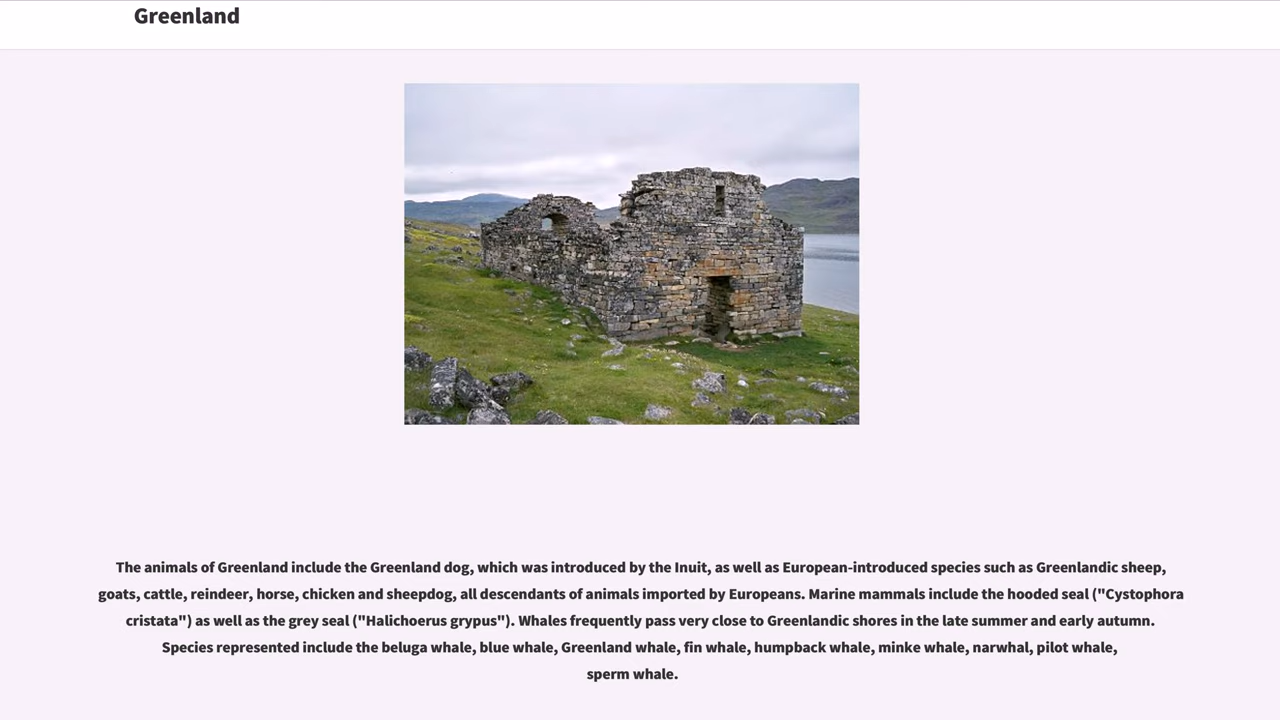 Greenland
The animals of Greenland include the Greenland dog, which was introduced by the Inuit, as well as European-introduced species such as Greenlandic sheep,
goats, cattle, reindeer, horse, chicken and sheepdog, all descendants of animals imported by Europeans. Marine mammals include the hooded seal ("Cystophora
cristata") as well as the grey seal ("Halichoerus grypus"). Whales frequently pass very close to Greenlandic shores in the late summer and early autumn.
Species represented include the beluga whale, blue whale, Greenland whale, fin whale, humpback whale, minke whale, narwhal, pilot whale,
sperm whale.